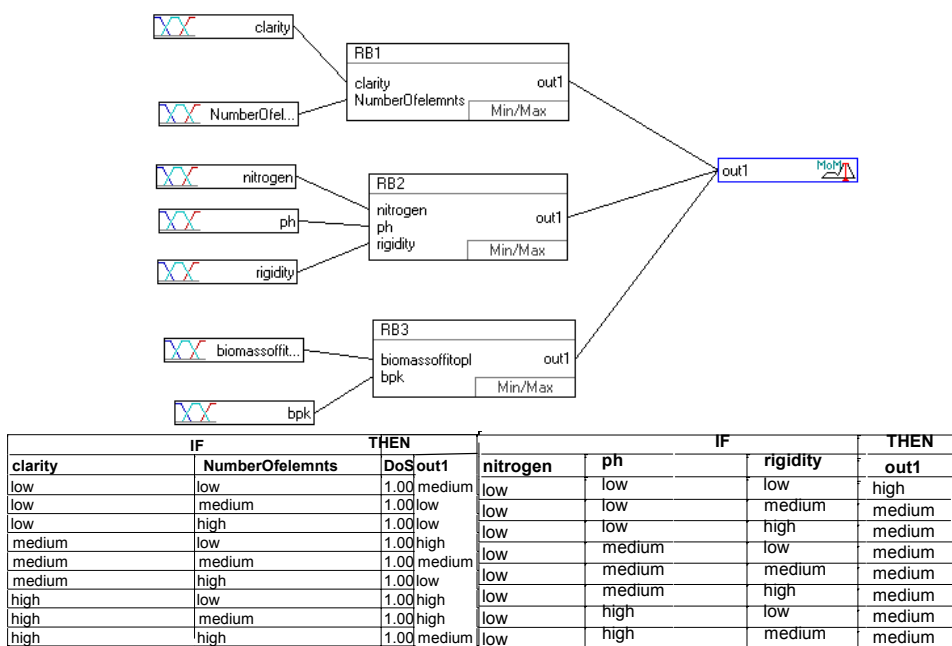 clarity
RB1
clarity
out1
NumberOfelemnts
Min/Max
NumberOfel...
MoM
out1
nitrogen
RB2
nitrogen
out1
ph
rigidity
Min/Max
ph
rigidity
RB3
biomassoffitopl
out1
bpk
Min/Max
biomassoffit...
bpk
IF THEN
clarity NumberOfelemnts DoS out1
low low 1.00 medium
low medium 1.00 low
low high 1.00 low
medium low 1.00 high
medium medium 1.00 medium
medium high 1.00 low
high low 1.00 high
high medium 1.00 high
high high 1.00 medium
IF THEN
nitrogen ph rigidity out1
low low low high
low low medium medium
low low high medium
low medium low medium
low medium medium medium
low medium high medium
low high low medium
low high medium medium